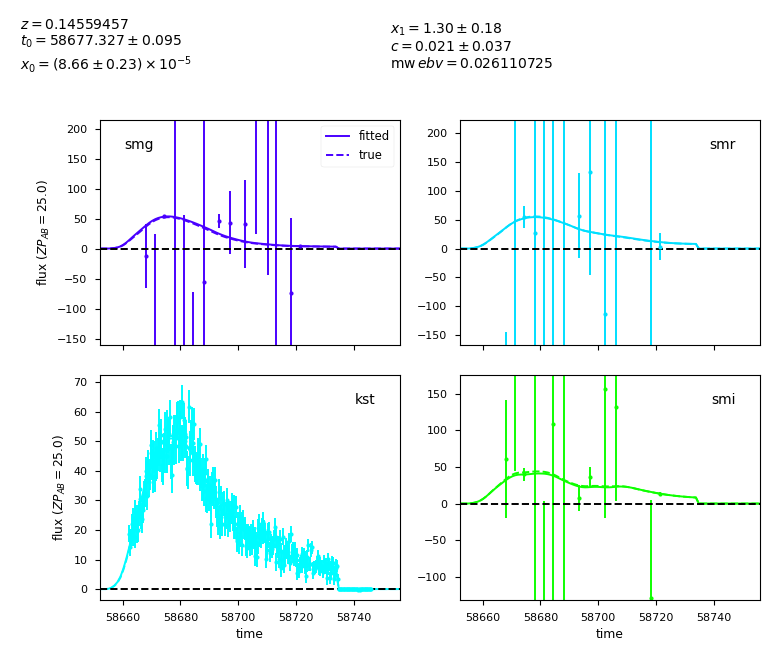 z = 0.14559457
t0 = 58677.327 ± 0.095
x0 = (8.66 ± 0.23) × 10^−5
x1 = 1.30 ± 0.18
c = 0.021 ± 0.037
mw ebv = 0.026110725
smg
fitted
true
200
150
100
50
0
−50
−100
−150
flux (ZP_AB = 25.0)
smr
200
150
100
50
0
−50
−100
−150
kst
70
60
50
40
30
20
10
0
flux (ZP_AB = 25.0)
58660 58680 58700 58720 58740
time
smi
150
100
50
0
−50
−100
58660 58680 58700 58720 58740
time